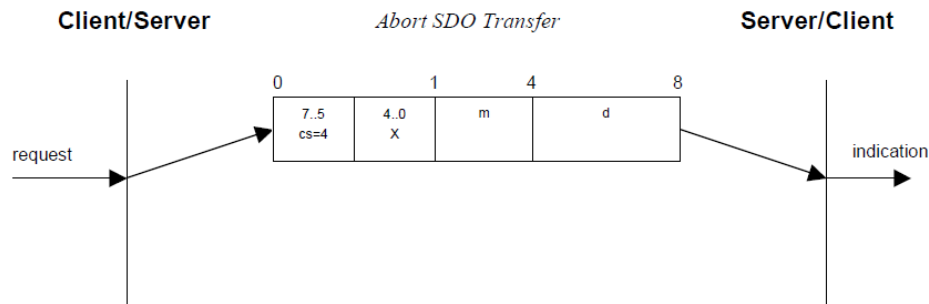 Client/Server Abort SDO Transfer Server/Client
0 1 4 8
7..5 4..0 m d
cs=4 X
request indication